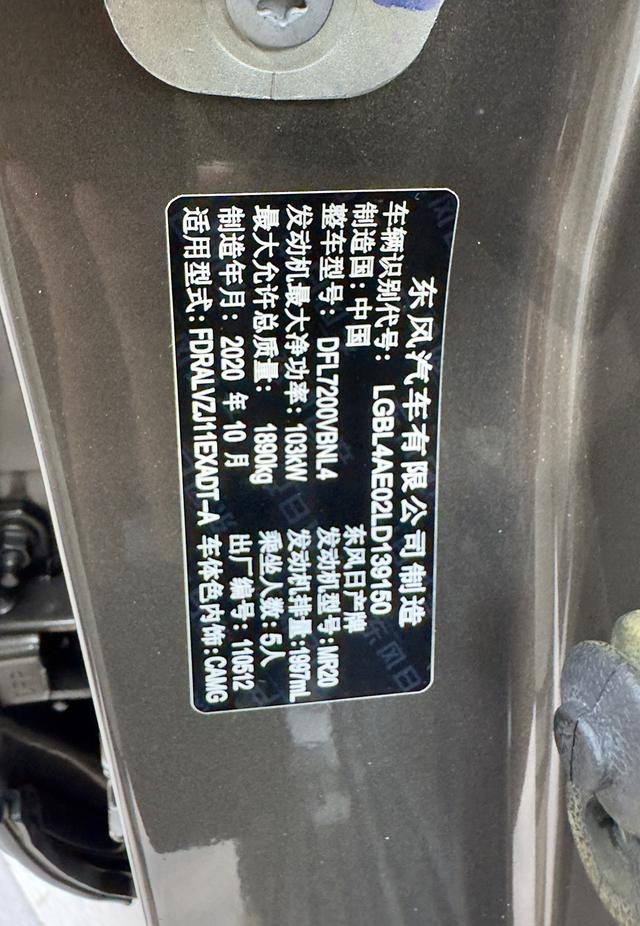 东风汽车有限公司制造
车辆识别代号: LGBL4AE02LD139150
制造国: 中国 东风日产牌
整车型号: DFL7200VBNL4 发动机型号: MR20
发动机最大净功率: 103kW 发动机排量: 1997mL
最大允许总质量: 1890kg 乘坐人数: 5人
制造年月: 2020 年 10 月 出厂编号: 110512
适用型式: FDRALVZJ11EXADT-A 车体色内饰: CAMG